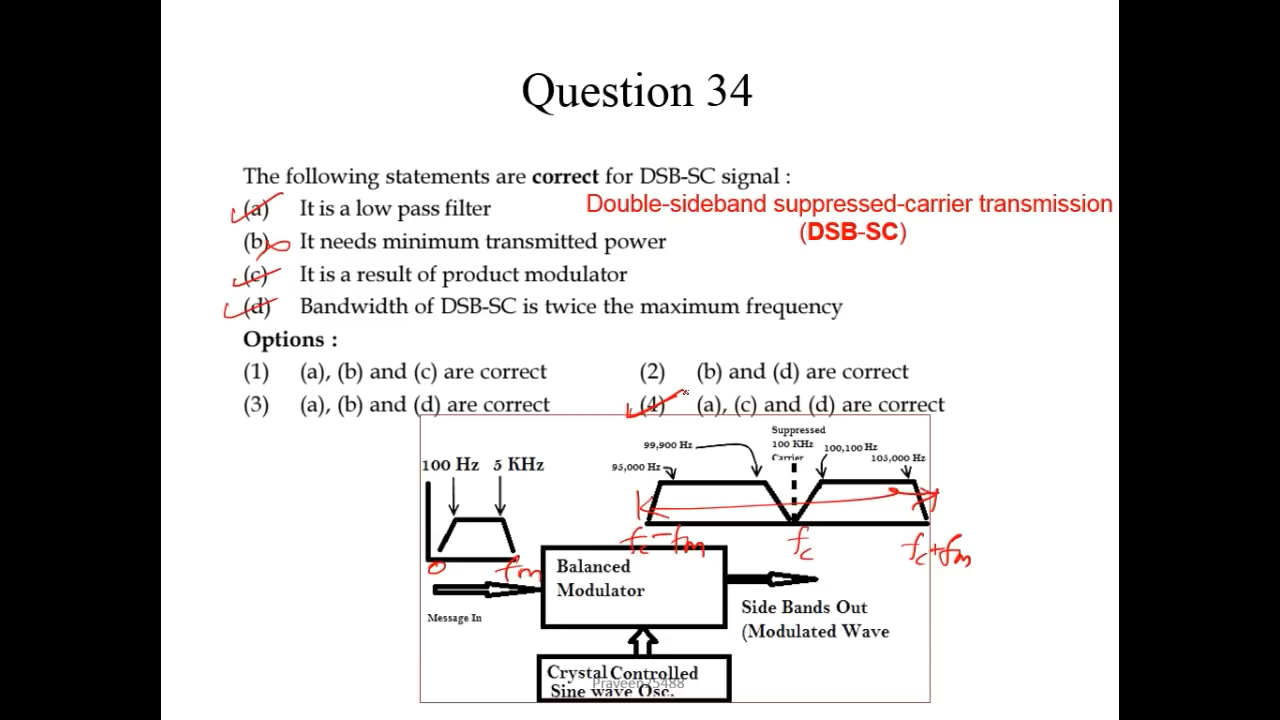 Question 34
The following statements are correct for DSB-SC signal :
Double-sideband suppressed-carrier transmission
(DSB-SC)
(a) It is a low pass filter
(b) It needs minimum transmitted power
(c) It is a result of product modulator
(d) Bandwidth of DSB-SC is twice the maximum frequency
Options :
(1) (a), (b) and (c) are correct
(2) (b) and (d) are correct
(3) (a), (b) and (d) are correct
(4) (a), (c) and (d) are correct
Suppressed
100 KHz
Carrier
99,900 Hz
100,100 Hz
95,000 Hz
105,000 Hz
100 Hz 5 KHz
fc-fm
fc
fc+fm
0 fm
Balanced
Modulator
Message In
Side Bands Out
(Modulated Wave
Crystal Controlled
Sine wave Osc.
Praveen75488